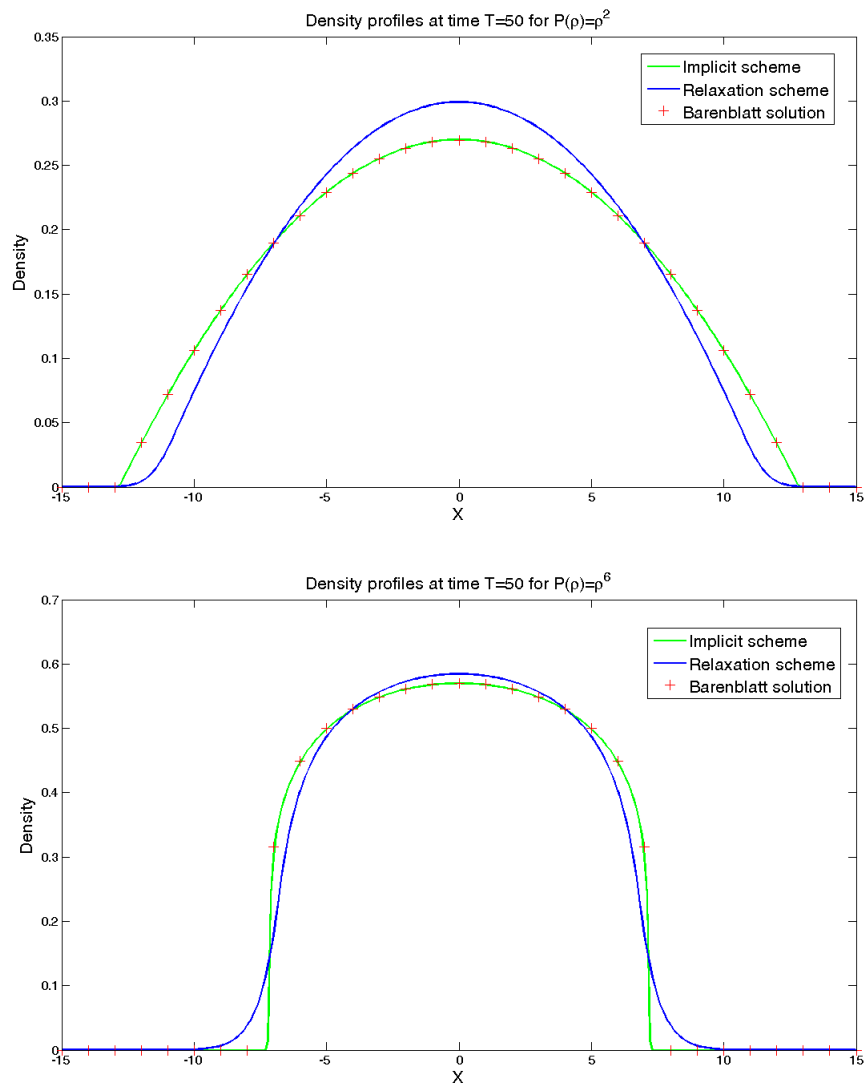 Density profiles at time T=50 for P(ρ)=ρ²
0.35
0.3
0.25
0.2
0.15
0.1
0.05
0
Density
Implicit scheme
Relaxation scheme
Barenblatt solution
-15 -10 -5 0 5 10 15
X
Density profiles at time T=50 for P(ρ)=ρ⁶
0.7
0.6
0.5
0.4
0.3
0.2
0.1
0
Density
Implicit scheme
Relaxation scheme
Barenblatt solution
-15 -10 -5 0 5 10 15
X